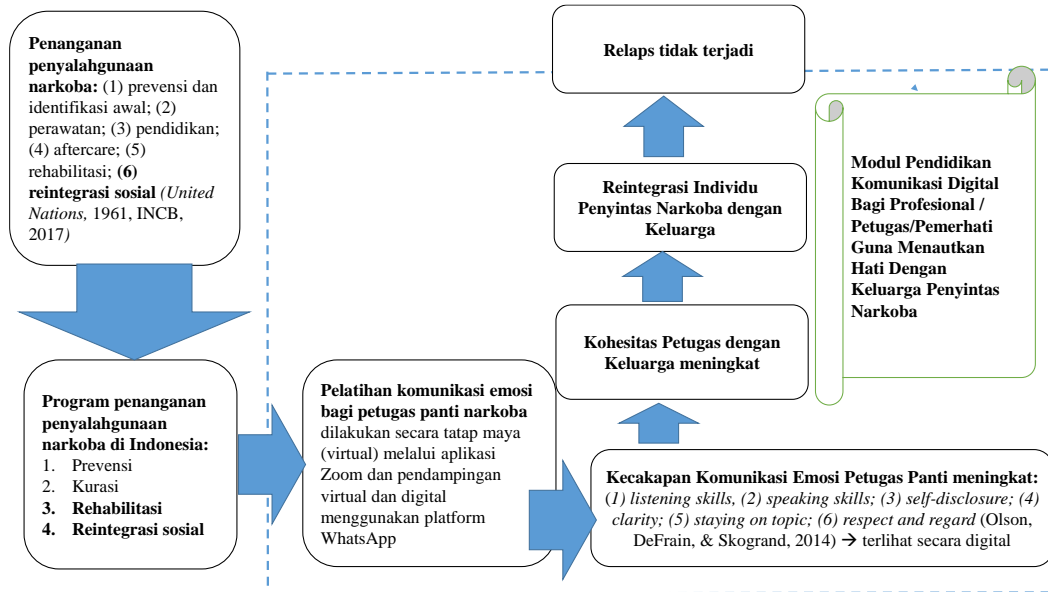 Penanganan
penyalahgunaan
narkoba: (1) prevensi dan
identifikasi awal; (2)
perawatan; (3) pendidikan;
(4) aftercare; (5)
rehabilitasi; (6)
reintegrasi sosial (United
Nations, 1961, INCB,
2017)
Program penanganan
penyalahgunaan
narkoba di Indonesia:
1. Prevensi
2. Kurasi
3. Rehabilitasi
4. Reintegrasi sosial
Pelatihan komunikasi emosi
bagi petugas panti narkoba
dilakukan secara tatap maya
(virtual) melalui aplikasi
Zoom dan pendampingan
virtual dan digital
menggunakan platform
WhatsApp
Kecakapan Komunikasi Emosi Petugas Panti meningkat:
(1) listening skills, (2) speaking skills; (3) self-disclosure; (4)
clarity; (5) staying on topic; (6) respect and regard (Olson,
DeFrain, & Skogrand, 2014) → terlihat secara digital
Kohesitas Petugas dengan
Keluarga meningkat
Reintegrasi Individu
Penyintas Narkoba dengan
Keluarga
Relaps tidak terjadi
Modul Pendidikan
Komunikasi Digital
Bagi Profesional /
Petugas/Pemerhati
Guna Menautkan
Hati Dengan
Keluarga Penyintas
Narkoba